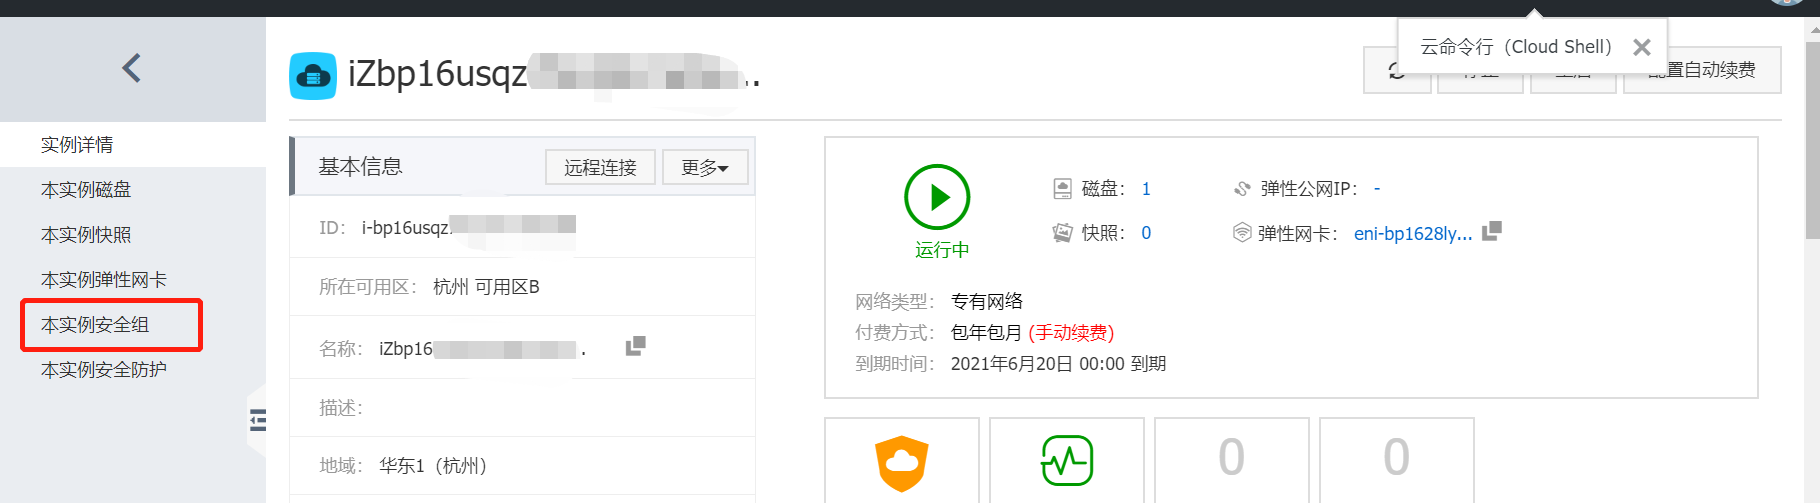 云命令行（Cloud Shell）
iZbp16usqz
..
配置自动续费
实例详情
本实例磁盘
本实例快照
本实例弹性网卡
本实例安全组
本实例安全防护
基本信息
远程连接
更多
ID： i-bp16usqz
所在可用区： 杭州 可用区B
名称： iZbp16
.
描述：
地域： 华东1（杭州）
运行中
磁盘： 1
弹性公网IP： -
快照： 0
弹性网卡： eni-bp1628ly...
网络类型： 专有网络
付费方式： 包年包月 (手动续费)
到期时间： 2021年6月20日 00:00 到期
0
0